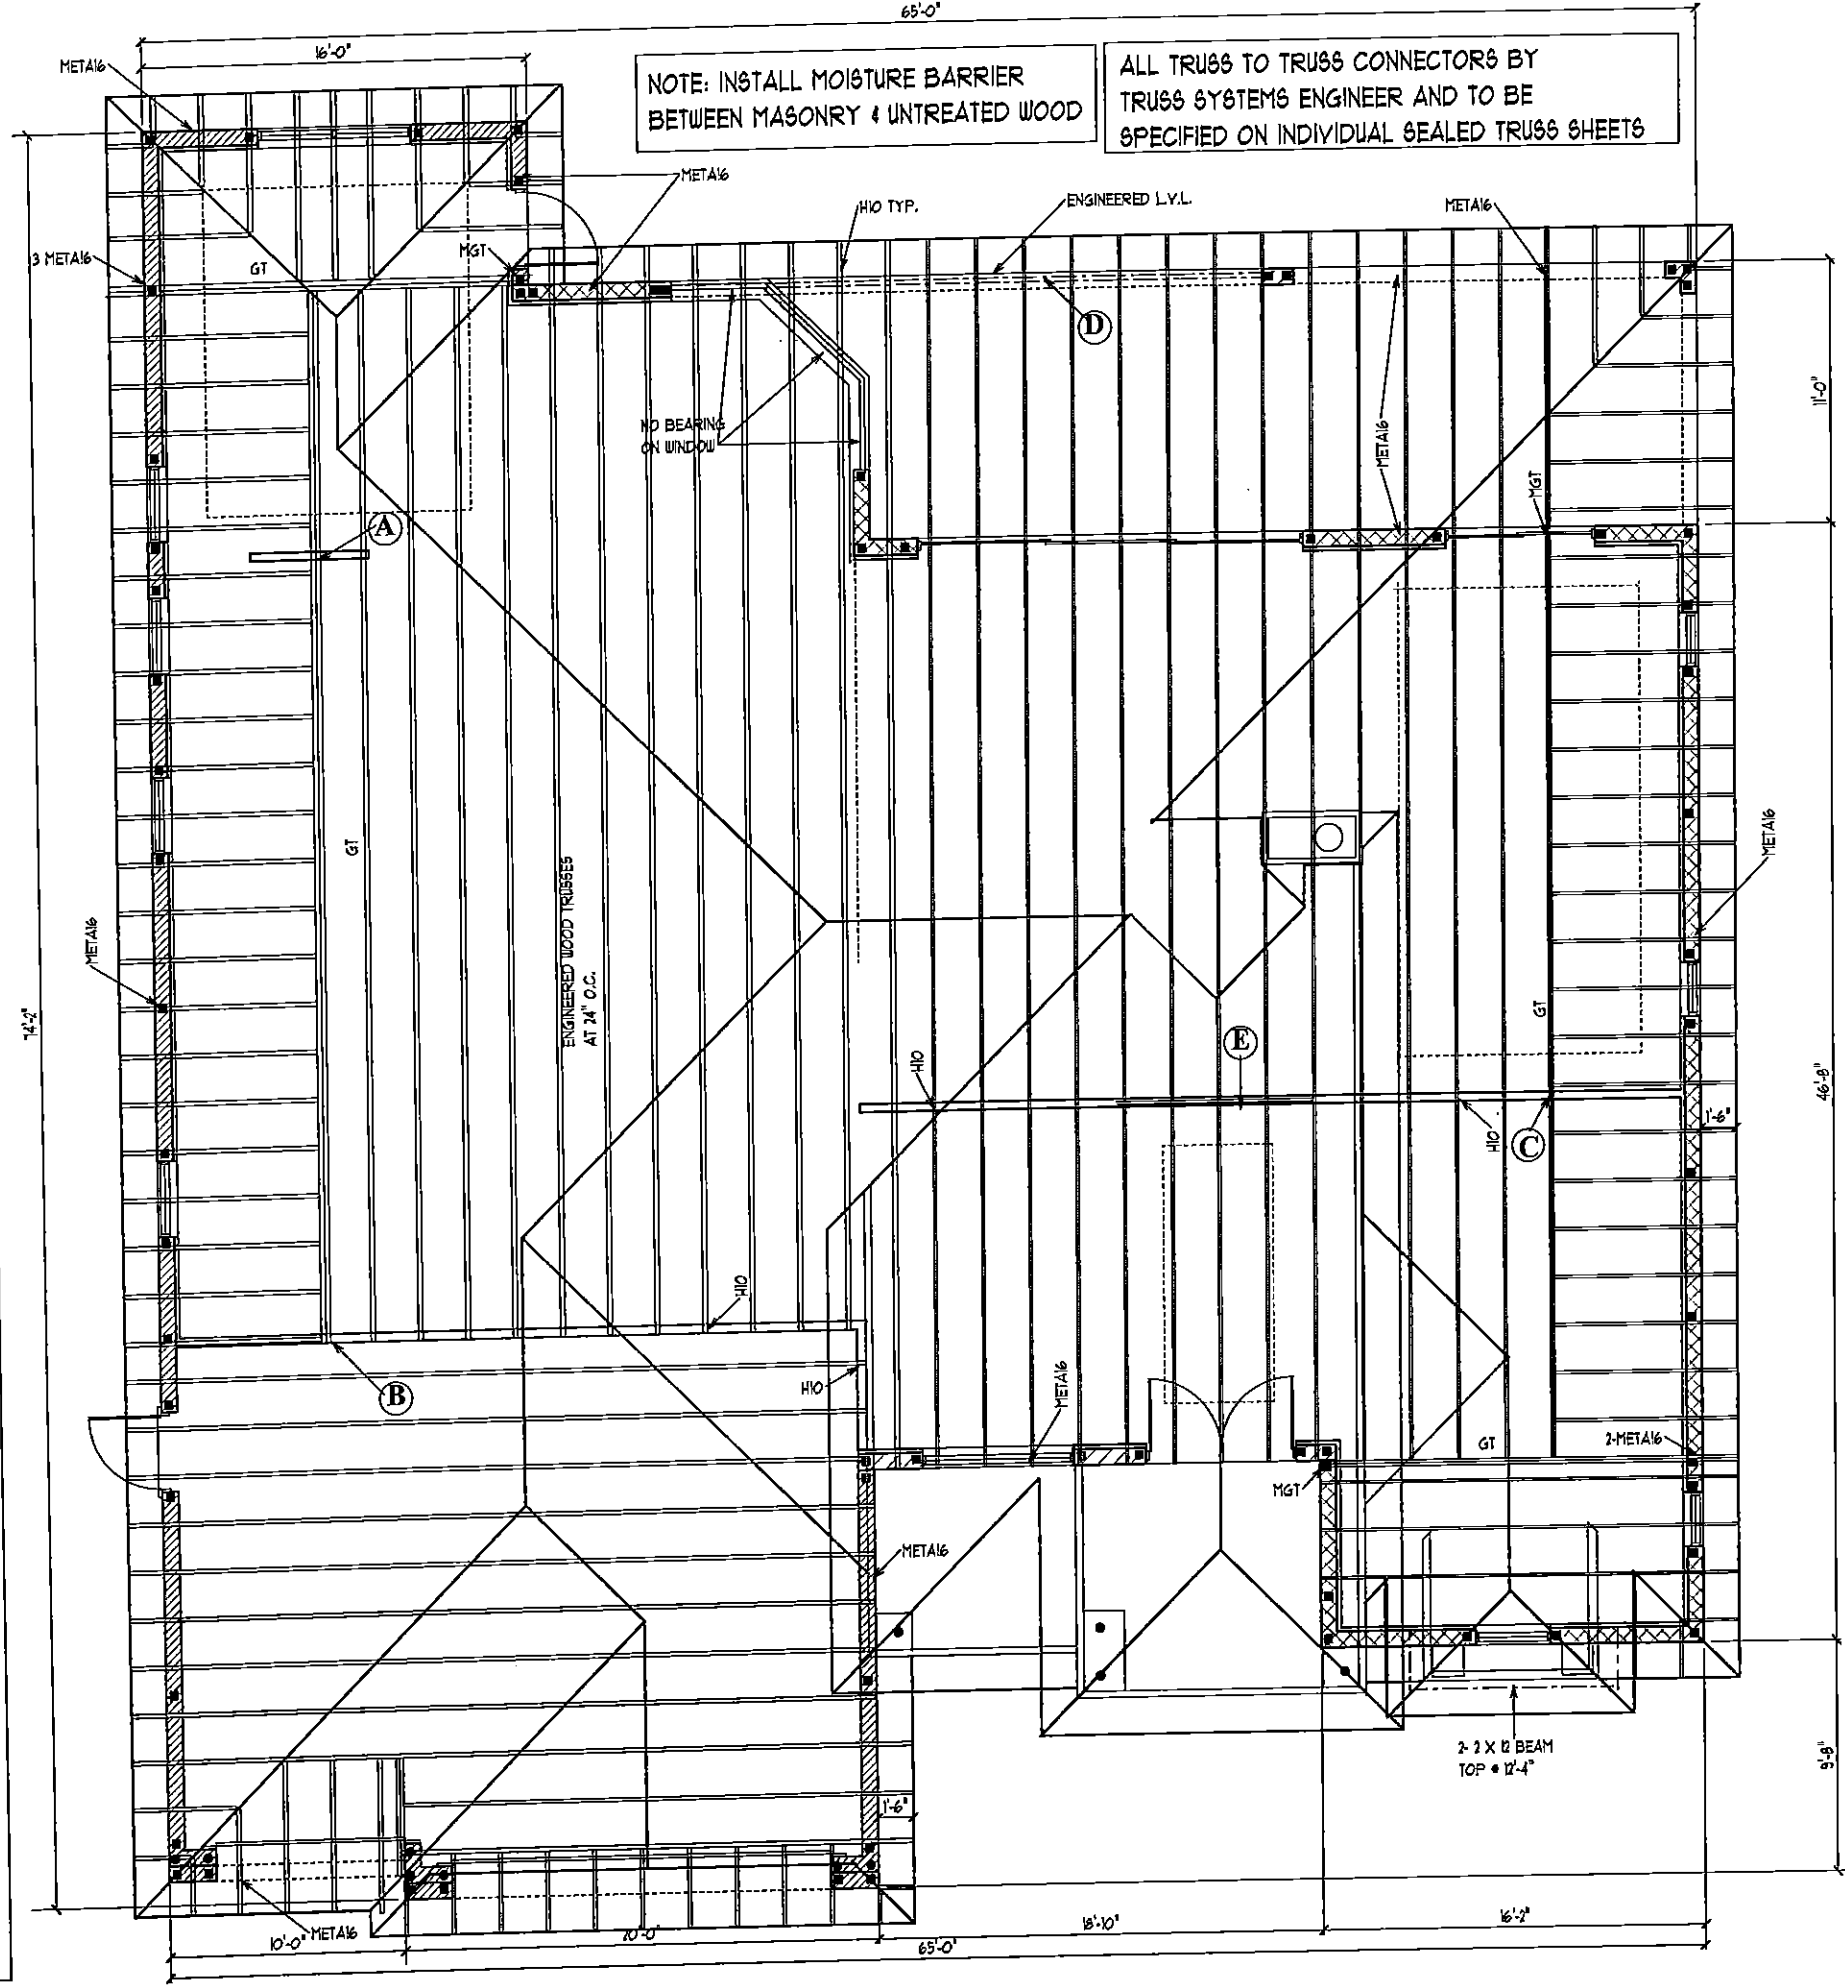 65'-0"
16'-0"
META16
NOTE: INSTALL MOISTURE BARRIER
BETWEEN MASONRY & UNTREATED WOOD
ALL TRUSS TO TRUSS CONNECTORS BY
TRUSS SYSTEMS ENGINEER AND TO BE
SPECIFIED ON INDIVIDUAL SEALED TRUSS SHEETS
META16
H10 TYP.
ENGINEERED L.V.L.
META16
3 META16
GT
MGT
D
11'-0"
NO BEARING
ON WINDOW
META16
MGT
A
GT
META16
META16
ENGINEERED WOOD TRUSSES
AT 24" O.C.
74'-2"
GT
E
H10
46'-8"
1'-6"
H10
C
H10
B
H10
META16
GT
2-META16
MGT
META16
2- 2 X 12 BEAM
TOP @ 12'-4"
9'-8"
1'-6"
META16
10'-0"
20'-0"
18'-10"
16'-2"
65'-0"